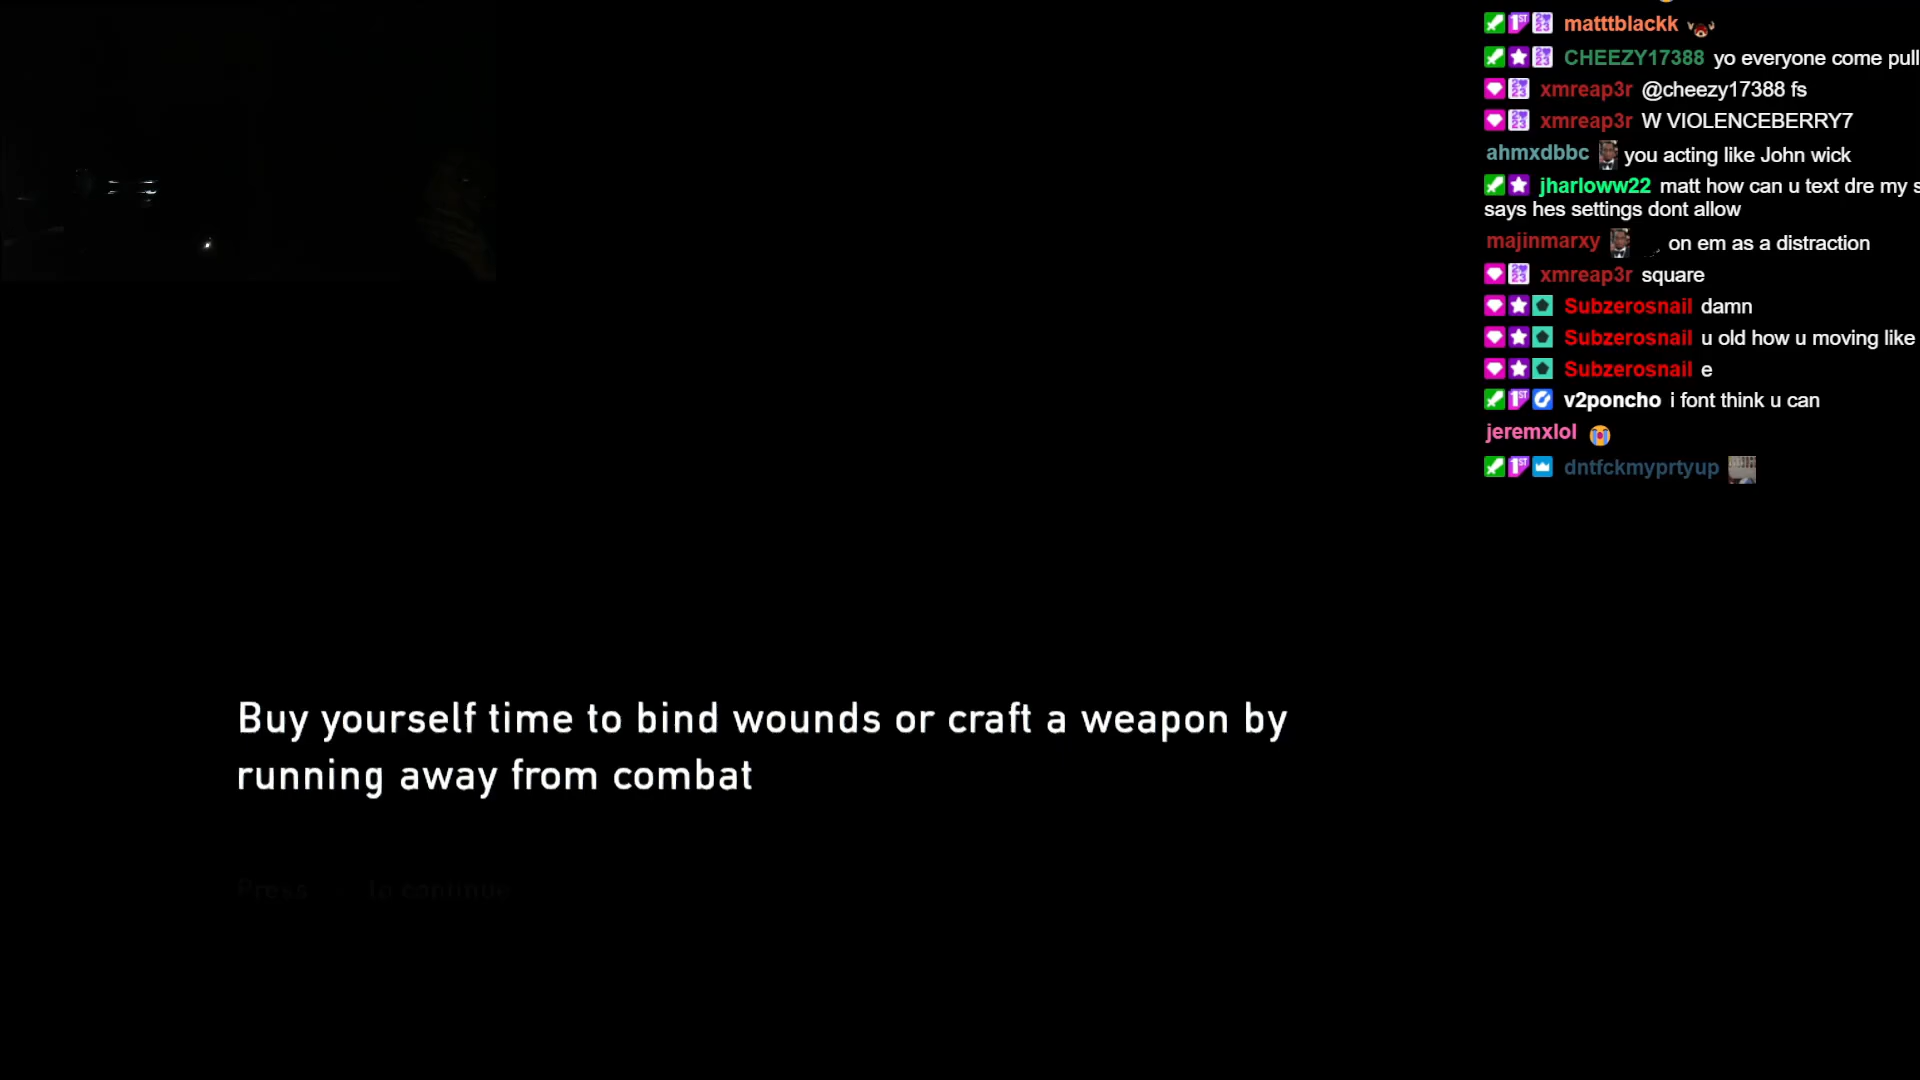 matttblackk
CHEEZY17388 yo everyone come pull
xmreap3r @cheezy17388 fs
xmreap3r W VIOLENCEBERRY7
ahmxdbbc you acting like John wick
jharloww22 matt how can u text dre my s
says hes settings dont allow
majinmarxy on em as a distraction
xmreap3r square
Subzerosnail damn
Subzerosnail u old how u moving like
Subzerosnail e
v2poncho i font think u can
jeremxlol
dntfckmyprtyup
Buy yourself time to bind wounds or craft a weapon by
running away from combat
Press to continue